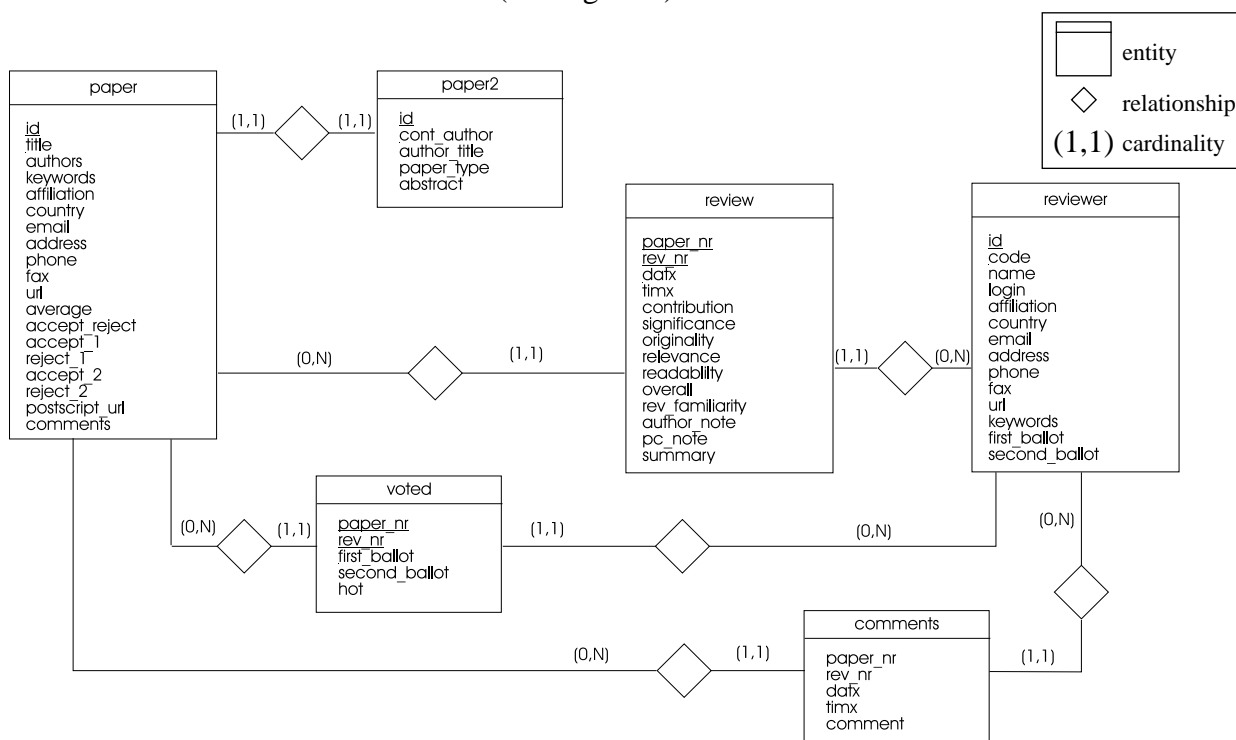 entity
relationship
(1,1) cardinality
paper
id
title
authors
keywords
affiliation
country
email
address
phone
fax
url
average
accept_reject
accept_1
reject_1
accept_2
reject_2
postscript_url
comments
(1,1)
(1,1)
paper2
id
cont_author
author_title
paper_type
abstract
review
paper_nr
rev_nr
datx
timx
contribution
significance
originality
relevance
readablilty
overall
rev_familiarity
author_note
pc_note
summary
reviewer
id
code
name
login
affiliation
country
email
address
phone
fax
url
keywords
first_ballot
second_ballot
(0,N)
(1,1)
(1,1)
(0,N)
voted
paper_nr
rev_nr
first_ballot
second_ballot
hot
(0,N)
(1,1)
(1,1)
(0,N)
(0,N)
comments
paper_nr
rev_nr
datx
timx
comment
(0,N)
(1,1)
(1,1)